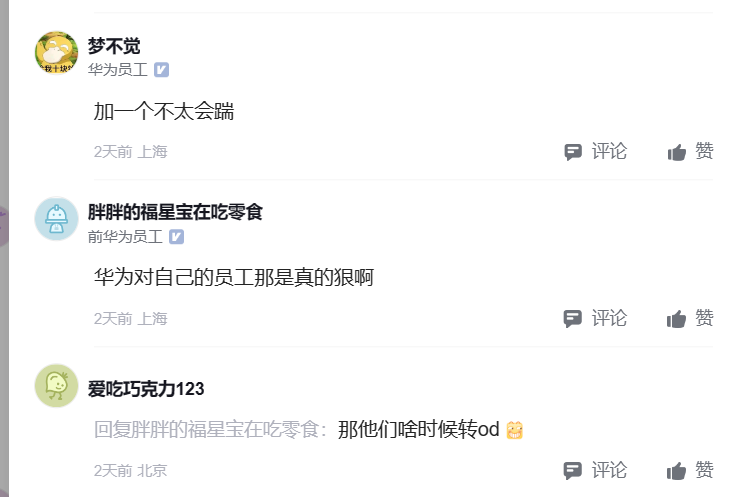 梦不觉
华为员工
加一个不太会踹
2天前 上海
评论
赞
胖胖的福星宝在吃零食
前华为员工
华为对自己的员工那是真的狠啊
2天前 上海
评论
赞
爱吃巧克力123
回复胖胖的福星宝在吃零食：那他们啥时候转od
2天前 北京
评论
赞